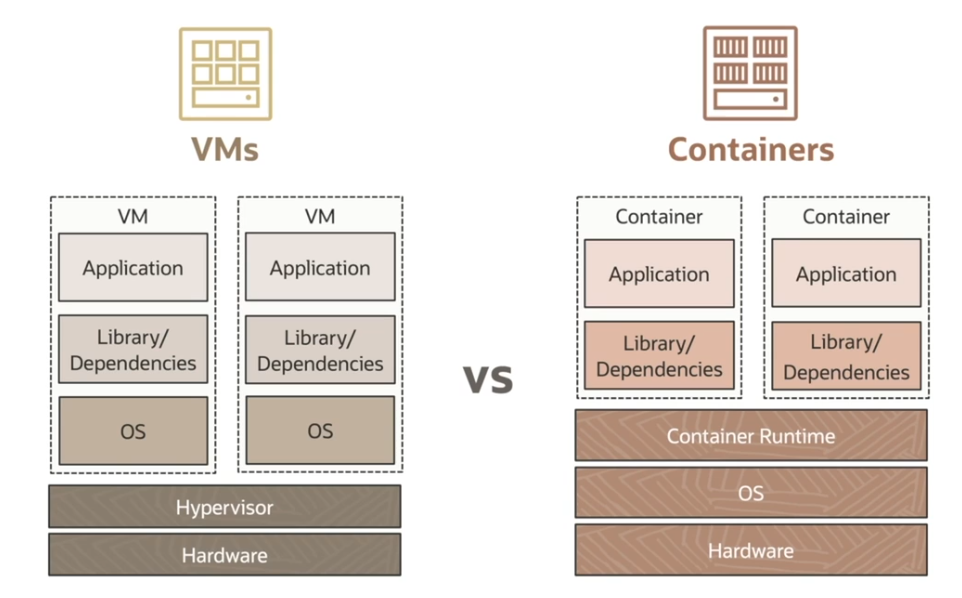 VMs
VM
Application
Library/
Dependencies
OS
VM
Application
Library/
Dependencies
OS
Hypervisor
Hardware
vs
Containers
Container
Application
Library/
Dependencies
Container
Application
Library/
Dependencies
Container Runtime
OS
Hardware